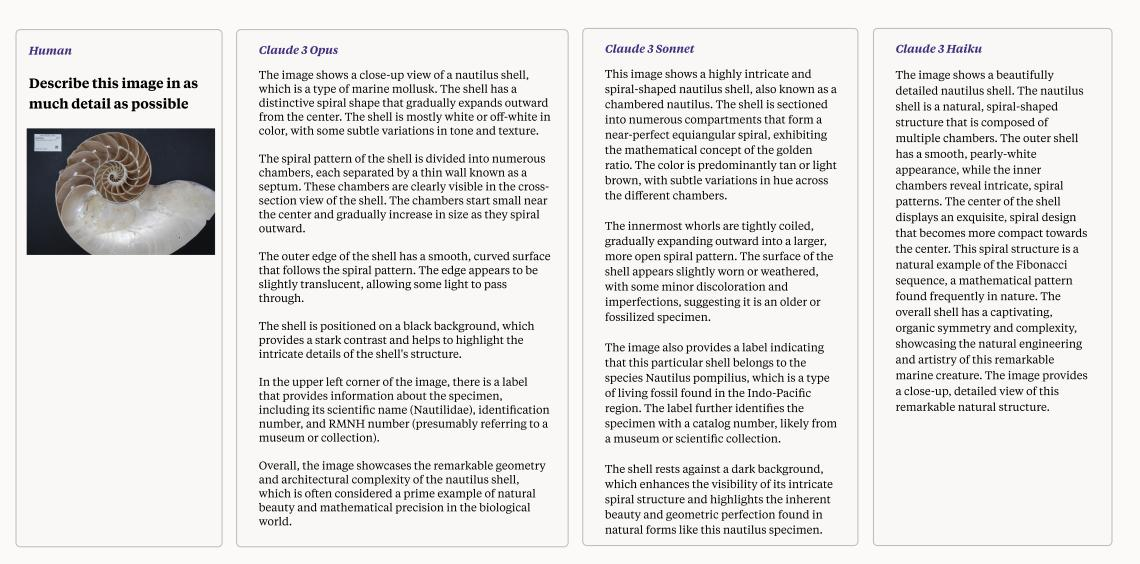 Human
Describe this image in as
much detail as possible
Claude 3 Opus
The image shows a close-up view of a nautilus shell,
which is a type of marine mollusk. The shell has a
distinctive spiral shape that gradually expands outward
from the center. The shell is mostly white or off-white in
color, with some subtle variations in tone and texture.
The spiral pattern of the shell is divided into numerous
chambers, each separated by a thin wall known as a
septum. These chambers are clearly visible in the cross-
section view of the shell. The chambers start small near
the center and gradually increase in size as they spiral
outward.
The outer edge of the shell has a smooth, curved surface
that follows the spiral pattern. The edge appears to be
slightly translucent, allowing some light to pass
through.
The shell is positioned on a black background, which
provides a stark contrast and helps to highlight the
intricate details of the shell's structure.
In the upper left corner of the image, there is a label
that provides information about the specimen,
including its scientific name (Nautilidae), identification
number, and RMNH number (presumably referring to a
museum or collection).
Overall, the image showcases the remarkable geometry
and architectural complexity of the nautilus shell,
which is often considered a prime example of natural
beauty and mathematical precision in the biological
world.
Claude 3 Sonnet
This image shows a highly intricate and
spiral-shaped nautilus shell, also known as a
chambered nautilus. The shell is sectioned
into numerous compartments that form a
near-perfect equiangular spiral, exhibiting
the mathematical concept of the golden
ratio. The color is predominantly tan or light
brown, with subtle variations in hue across
the different chambers.
The innermost whorls are tightly coiled,
gradually expanding outward into a larger,
more open spiral pattern. The surface of the
shell appears slightly worn or weathered,
with some minor discoloration and
imperfections, suggesting it is an older or
fossilized specimen.
The image also provides a label indicating
that this particular shell belongs to the
species Nautilus pompilius, which is a type
of living fossil found in the Indo-Pacific
region. The label further identifies the
specimen with a catalog number, likely from
a museum or scientific collection.
The shell rests against a dark background,
which enhances the visibility of its intricate
spiral structure and highlights the inherent
beauty and geometric perfection found in
natural forms like this nautilus specimen.
Claude 3 Haiku
The image shows a beautifully
detailed nautilus shell. The nautilus
shell is a natural, spiral-shaped
structure that is composed of
multiple chambers. The outer shell
has a smooth, pearly-white
appearance, while the inner
chambers reveal intricate, spiral
patterns. The center of the shell
displays an exquisite, spiral design
that becomes more compact towards
the center. This spiral structure is a
natural example of the Fibonacci
sequence, a mathematical pattern
found frequently in nature. The
overall shell has a captivating,
organic symmetry and complexity,
showcasing the natural engineering
and artistry of this remarkable
marine creature. The image provides
a close-up, detailed view of this
remarkable natural structure.